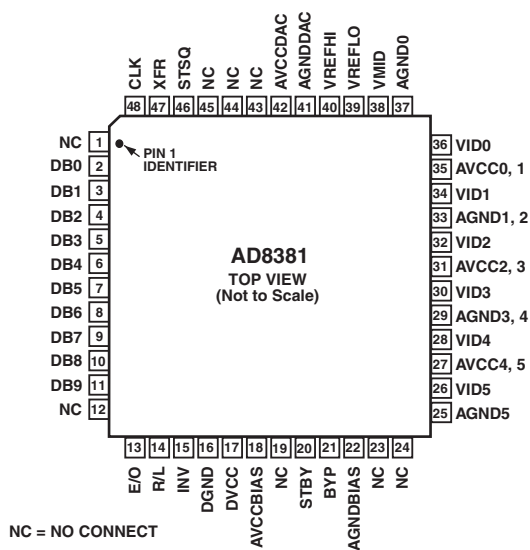 CLK
XFR
STSQ
NC
NC
NC
AVCCDAC
AGNDDAC
VREFHI
VREFLO
VMID
AGND0
48 47 46 45 44 43 42 41 40 39 38 37
NC 1
DB0 2
DB1 3
DB2 4
DB3 5
DB4 6
DB5 7
DB6 8
DB7 9
DB8 10
DB9 11
NC 12
PIN 1
IDENTIFIER
AD8381
TOP VIEW
(Not to Scale)
36 VID0
35 AVCC0, 1
34 VID1
33 AGND1, 2
32 VID2
31 AVCC2, 3
30 VID3
29 AGND3, 4
28 VID4
27 AVCC4, 5
26 VID5
25 AGND5
13 14 15 16 17 18 19 20 21 22 23 24
E/O
R/L
INV
DGND
DVCC
AVCCBIAS
NC
STBY
BYP
AGNDBIAS
NC
NC
NC = NO CONNECT